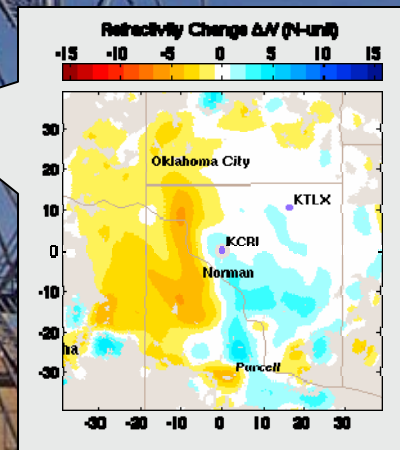 Refractivity Change ΔN (N-unit)
-15 -10 -5 0 5 10 15
30
Oklahoma City
20
KTLX
10
KCRI
0
Norman
-10
-20
ha
Purcell
-30
-30 -20 -10 0 10 20 30